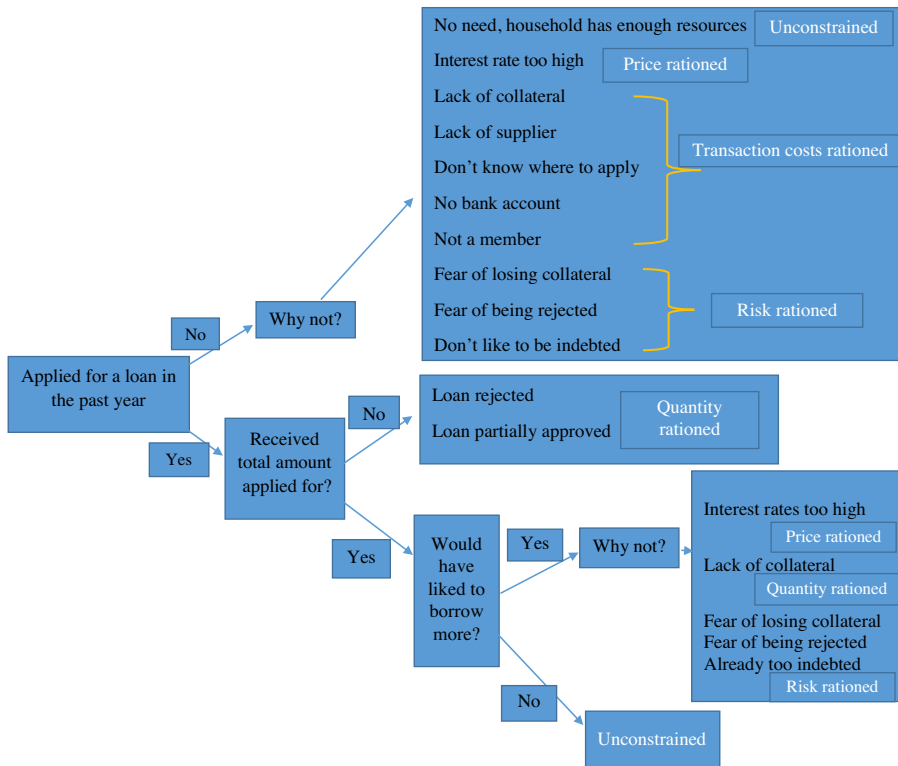 No need, household has enough resources
Unconstrained
Interest rate too high
Price rationed
Lack of collateral
Lack of supplier
Transaction costs rationed
Don’t know where to apply
No bank account
Not a member
Fear of losing collateral
Fear of being rejected
Risk rationed
Don’t like to be indebted
Why not?
No
Applied for a loan in
the past year
Yes
Received
total amount
applied for?
No
Loan rejected
Loan partially approved
Quantity
rationed
Yes
Would
have
liked to
borrow
more?
Yes
Why not?
Interest rates too high
Price rationed
Lack of collateral
Quantity rationed
Fear of losing collateral
Fear of being rejected
Already too indebted
Risk rationed
No
Unconstrained